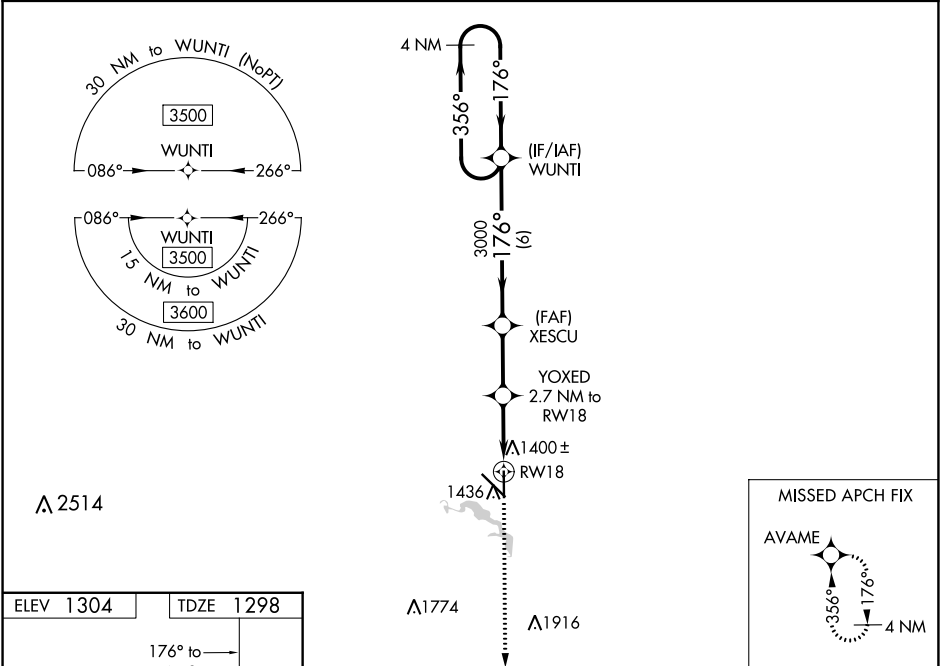 30 NM to WUNTI (NoPT)
3500
WUNTI
086°
266°
086°
266°
WUNTI
3500
15 NM to WUNTI
3600
30 NM to WUNTI
4 NM
356°
176°
(IF/IAF)
WUNTI
3000
176°
(6)
(FAF)
XESCU
YOXED
2.7 NM to
RW18
1400 ±
RW18
1436
2514
1774
1916
MISSED APCH FIX
AVAME
356°
176°
4 NM
ELEV 1304
TDZE 1298
176° to